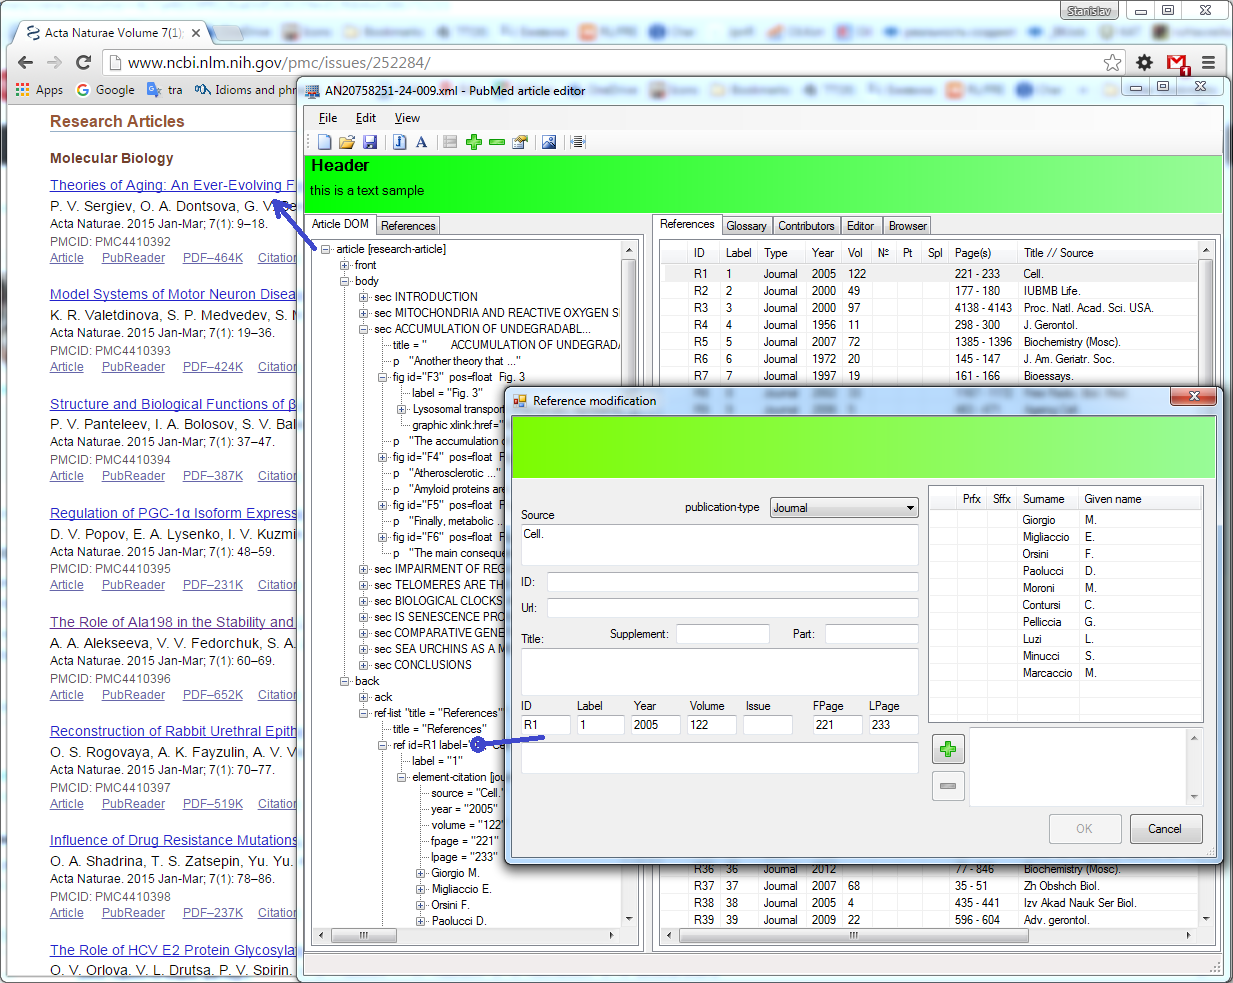 Stanislav
Acta Naturae Volume 7(1);
www.ncbi.nlm.nih.gov/pmc/issues/252284/
1
Apps Google tra Idioms and phr
Research Articles
Molecular Biology
Theories of Aging: An Ever-Evolving F
P. V. Sergiev, O. A. Dontsova, G. V.
Acta Naturae. 2015 Jan-Mar; 7(1): 9–18.
PMCID: PMC4410392
Article PubReader PDF–464K Citation
Model Systems of Motor Neuron Disea
K. R. Valetdinova, S. P. Medvedev, S. M
Acta Naturae. 2015 Jan-Mar; 7(1): 19–36.
PMCID: PMC4410393
Article PubReader PDF–424K Citation
Structure and Biological Functions of β
P. V. Panteleev, I. A. Bolosov, S. V. Bal
Acta Naturae. 2015 Jan-Mar; 7(1): 37–47.
PMCID: PMC4410394
Article PubReader PDF–387K Citation
Regulation of PGC-1α Isoform Express
D. V. Popov, E. A. Lysenko, I. V. Kuzmi
Acta Naturae. 2015 Jan-Mar; 7(1): 48–59.
PMCID: PMC4410395
Article PubReader PDF–231K Citation
The Role of Ala198 in the Stability and
A. A. Alekseeva, V. V. Fedorchuk, S. A.
Acta Naturae. 2015 Jan-Mar; 7(1): 60–69.
PMCID: PMC4410396
Article PubReader PDF–652K Citation
Reconstruction of Rabbit Urethral Epith
O. S. Rogovaya, A. K. Fayzulin, A. V. V
Acta Naturae. 2015 Jan-Mar; 7(1): 70–77.
PMCID: PMC4410397
Article PubReader PDF–519K Citation
Influence of Drug Resistance Mutations
O. A. Shadrina, T. S. Zatsepin, Yu. Yu.
Acta Naturae. 2015 Jan-Mar; 7(1): 78–86.
PMCID: PMC4410398
Article PubReader PDF–237K Citation
The Role of HCV E2 Protein Glycosyla
O. V. Orlova, V. L. Drutsa, P. V. Spirin,
AN20758251-24-009.xml - PubMed article editor
File Edit View
Header
this is a text sample
Article DOM References
article [research-article]
front
body
sec INTRODUCTION
sec MITOCHONDRIA AND REACTIVE OXYGEN S
sec ACCUMULATION OF UNDEGRADABL...
title = " ACCUMULATION OF UNDEGRADA
p "Another theory that ..."
fig id="F3" pos=float Fig. 3
label = "Fig. 3"
Lysosomal transport
graphic xlink:href="
p "The accumulation o
fig id="F4" pos=float F
p "Atherosclerotic ..."
p "Amyloid proteins are
fig id="F5" pos=float F
p "Finally, metabolic ..
fig id="F6" pos=float F
p "The main conseque
sec IMPAIRMENT OF REG
sec TELOMERES ARE TH
sec BIOLOGICAL CLOCKS
sec IS SENESCENCE PRO
sec COMPARATIVE GENE
sec SEA URCHINS AS A M
sec CONCLUSIONS
back
ack
ref-list "title = "References"
title = "References"
ref id=R1 label=
label = "1"
element-citation [jou
source = "Cell."
year = "2005"
volume = "122"
fpage = "221"
lpage = "233"
Giorgio M.
Migliaccio E.
Orsini F.
Paolucci D.
References Glossary Contributors Editor Browser
ID Label Type Year Vol № Pt Spl Page(s) Title // Source
R1 1 Journal 2005 122 221 - 233 Cell.
R2 2 Journal 2000 49 177 - 180 IUBMB Life.
R3 3 Journal 2000 97 4138 - 4143 Proc. Natl. Acad. Sci. USA.
R4 4 Journal 1956 11 298 - 300 J. Gerontol.
R5 5 Journal 2007 72 1385 - 1396 Biochemistry (Mosc).
R6 6 Journal 1972 20 145 - 147 J. Am. Geriatr. Soc.
R7 7 Journal 1997 19 161 - 166 Bioessays.
R36 36 Journal 2012 77 - 846 Biochemistry (Mosc).
R37 37 Journal 2007 68 35 - 51 Zh Obshch Biol.
R38 38 Journal 2005 4 435 - 441 Izv Akad Nauk Ser Biol.
R39 39 Journal 2009 22 596 - 604 Adv. gerontol.
Reference modification
Source
publication-type Journal
Cell.
ID:
Url:
Title: Supplement: Part:
ID Label Year Volume Issue FPage LPage
R1 1 2005 122 221 233
Prfx Sffx Surname Given name
Giorgio M.
Migliaccio E.
Orsini F.
Paolucci D.
Moroni M.
Contursi C.
Pelliccia G.
Luzi L.
Minucci S.
Marcaccio M.
OK Cancel